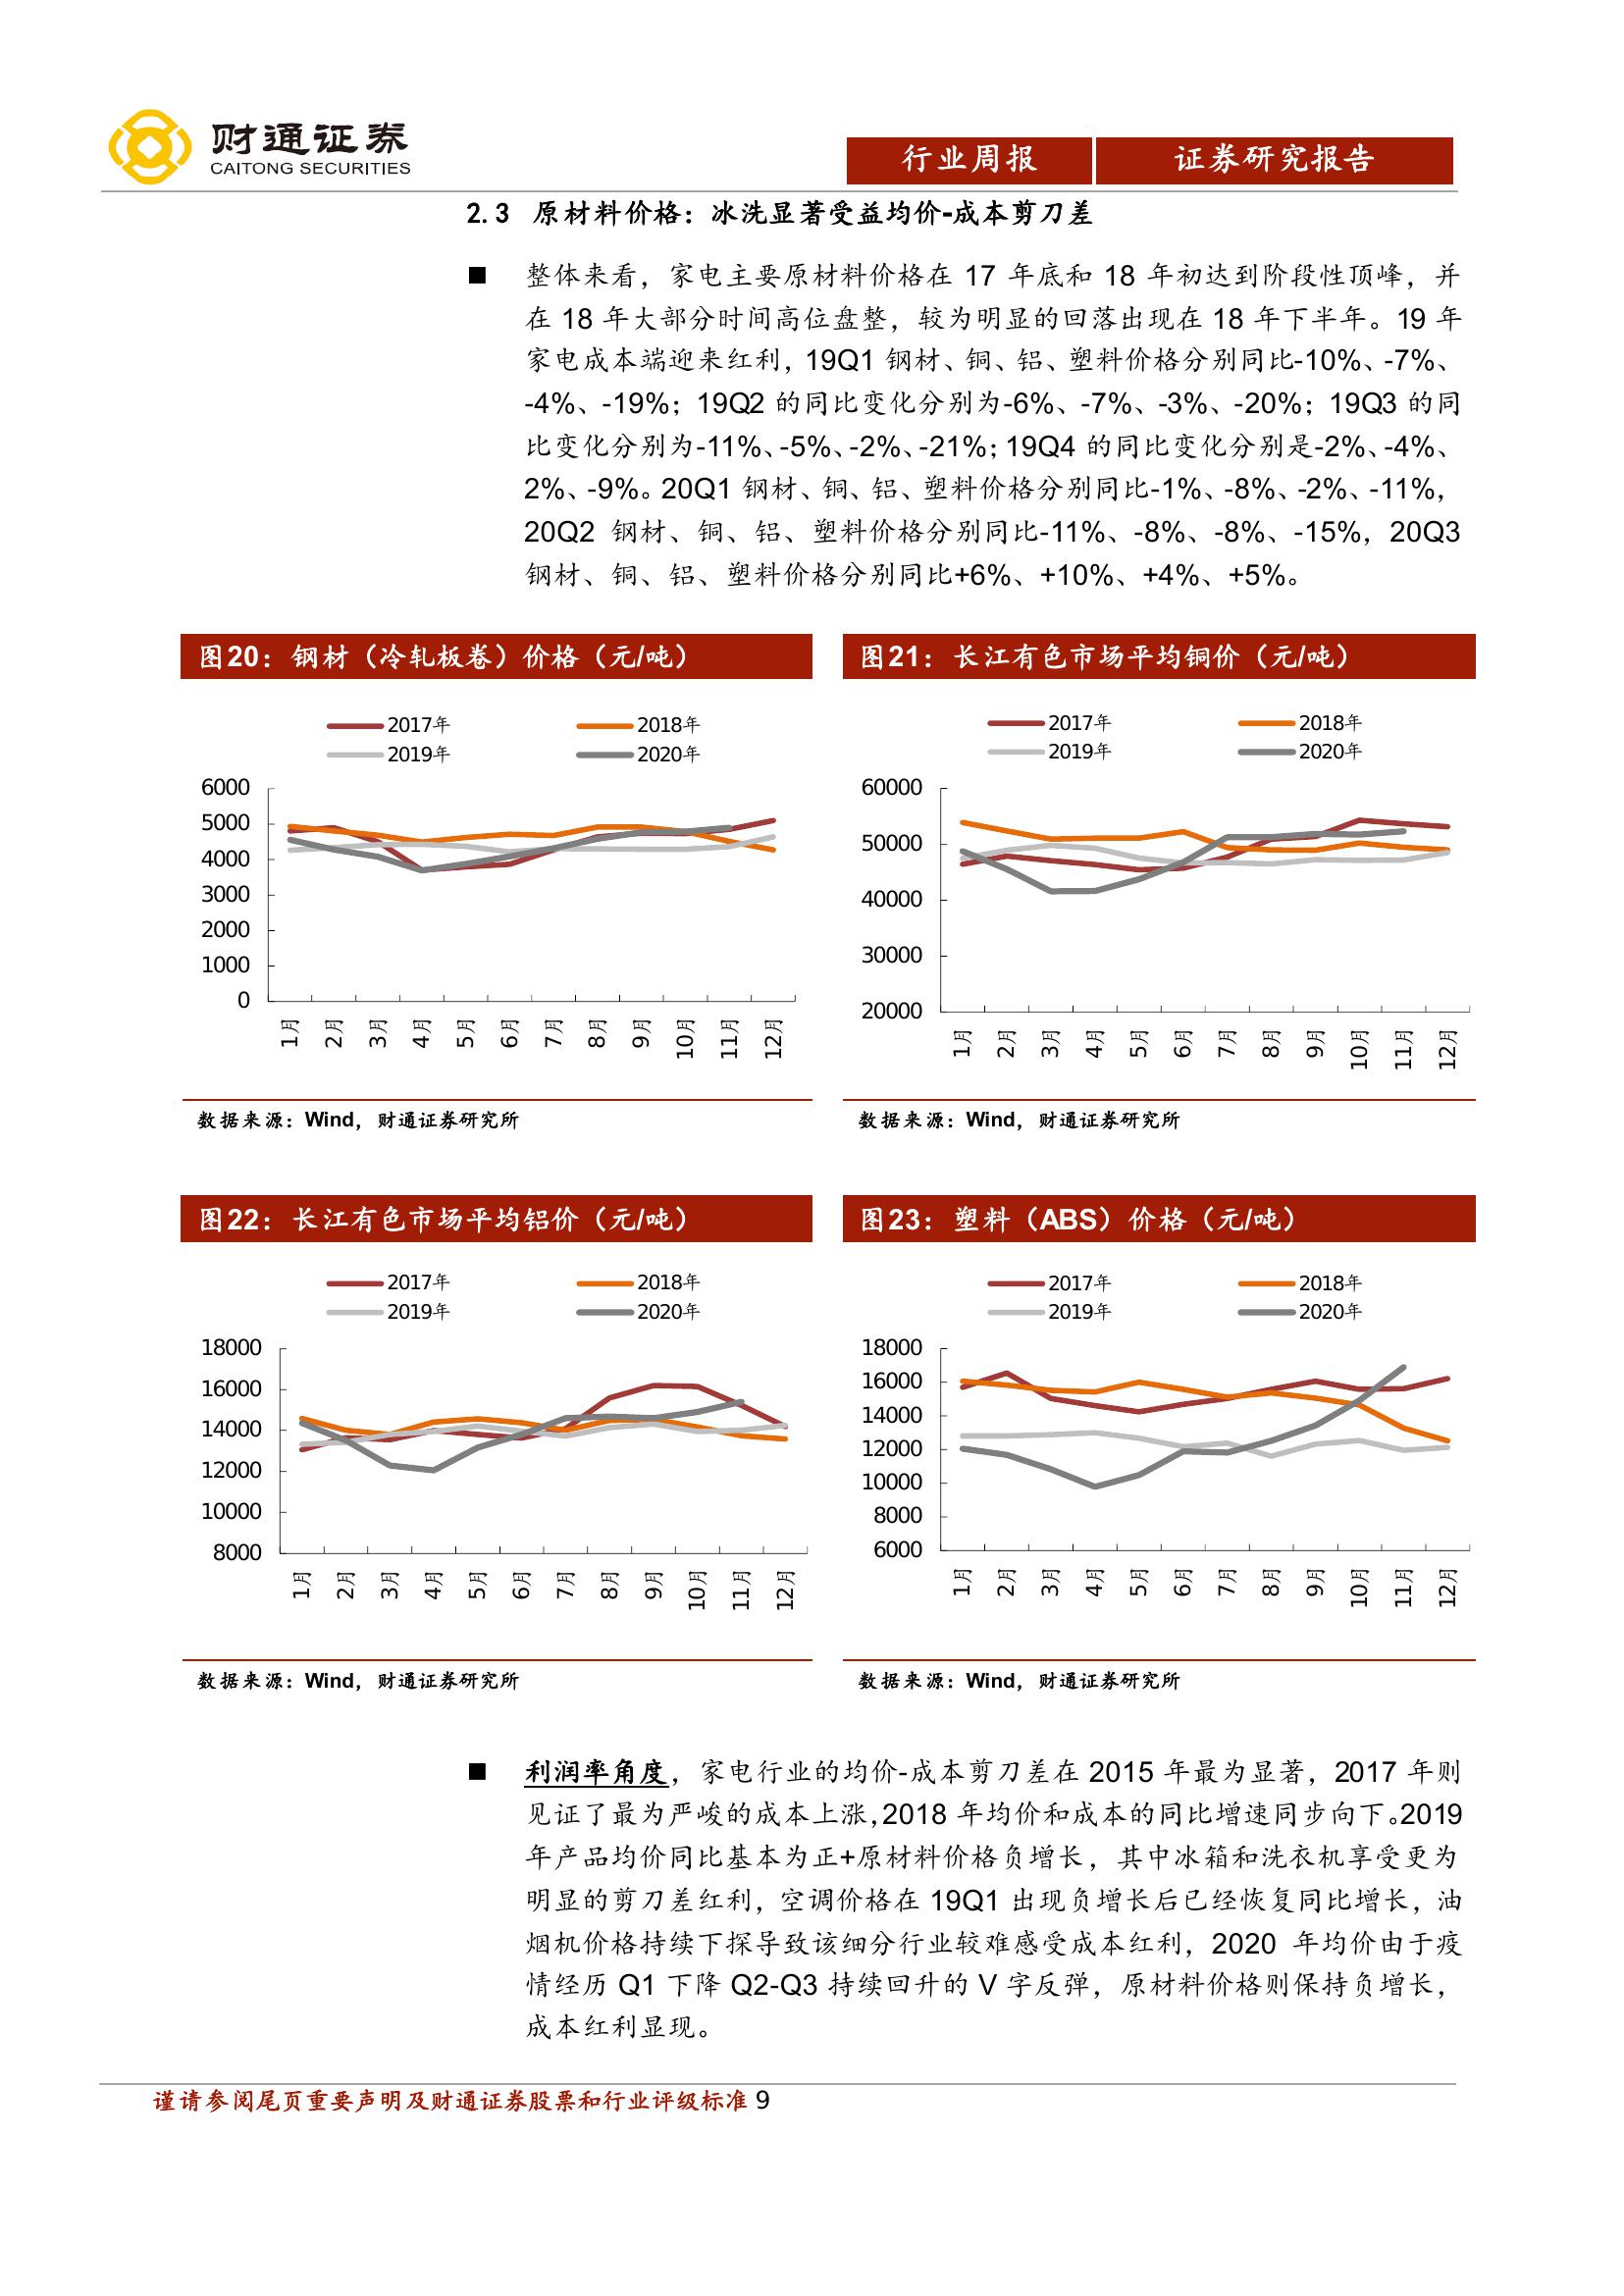 财通证券
CAITONG SECURITIES
行业周报
证券研究报告
2.3 原材料价格：冰洗显著受益均价-成本剪刀差
■ 整体来看，家电主要原材料价格在 17 年底和 18 年初达到阶段性顶峰，并
在 18 年大部分时间高位盘整，较为明显的回落出现在 18 年下半年。19 年
家电成本端迎来红利，19Q1 钢材、铜、铝、塑料价格分别同比-10%、-7%、
-4%、-19%；19Q2 的同比变化分别为-6%、-7%、-3%、-20%；19Q3 的同
比变化分别为-11%、-5%、-2%、-21%；19Q4 的同比变化分别是-2%、-4%、
2%、-9%。20Q1 钢材、铜、铝、塑料价格分别同比-1%、-8%、-2%、-11%，
20Q2 钢材、铜、铝、塑料价格分别同比-11%、-8%、-8%、-15%，20Q3
钢材、铜、铝、塑料价格分别同比+6%、+10%、+4%、+5%。
图20：钢材（冷轧板卷）价格（元/吨）
2017年 2018年
2019年 2020年
6000
5000
4000
3000
2000
1000
0
1月 2月 3月 4月 5月 6月 7月 8月 9月 10月 11月 12月
数据来源：Wind，财通证券研究所
图21：长江有色市场平均铜价（元/吨）
2017年 2018年
2019年 2020年
60000
50000
40000
30000
20000
1月 2月 3月 4月 5月 6月 7月 8月 9月 10月 11月 12月
数据来源：Wind，财通证券研究所
图22：长江有色市场平均铝价（元/吨）
2017年 2018年
2019年 2020年
18000
16000
14000
12000
10000
8000
1月 2月 3月 4月 5月 6月 7月 8月 9月 10月 11月 12月
数据来源：Wind，财通证券研究所
图23：塑料（ABS）价格（元/吨）
2017年 2018年
2019年 2020年
18000
16000
14000
12000
10000
8000
6000
1月 2月 3月 4月 5月 6月 7月 8月 9月 10月 11月 12月
数据来源：Wind，财通证券研究所
■ 利润率角度，家电行业的均价-成本剪刀差在 2015 年最为显著，2017 年则
见证了最为严峻的成本上涨，2018 年均价和成本的同比增速同步向下。2019
年产品均价同比基本为正+原材料价格负增长，其中冰箱和洗衣机享受更为
明显的剪刀差红利，空调价格在 19Q1 出现负增长后已经恢复同比增长，油
烟机价格持续下探导致该细分行业较难感受成本红利，2020 年均价由于疫
情经历 Q1 下降 Q2-Q3 持续回升的 V 字反弹，原材料价格则保持负增长，
成本红利显现。
谨请参阅尾页重要声明及财通证券股票和行业评级标准 9